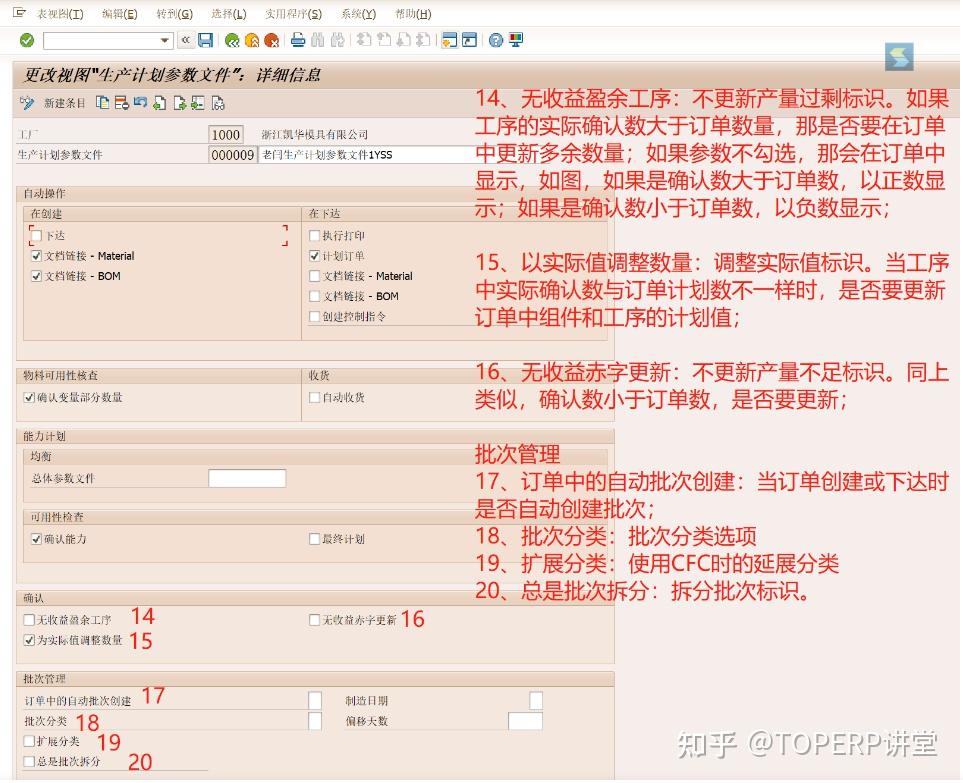 表视图(T) 编辑(E) 转到(G) 选择(L) 实用程序(S) 系统(Y) 帮助(H)
更改视图"生产计划参数文件": 详细信息
新建条目
工厂 1000 浙江凯华模具有限公司
生产计划参数文件 000009 老闫生产计划参数文件1YSS
自动操作
在创建
下达
文档链接 - Material
文档链接 - BOM
在下达
执行打印
计划订单
文档链接 - Material
文档链接 - BOM
创建控制指令
物料可用性核查
确认变量部分数量
收货
自动收货
能力计划
均衡
总体参数文件
可用性检查
确认能力
最终计划
确认
无收益盈余工序 14
无收益赤字更新 16
为实际值调整数量 15
批次管理
订单中的自动批次创建 17
制造日期
批次分类 18
偏移天数
扩展分类 19
总是批次拆分 20
14、无收益盈余工序：不更新产量过剩标识。如果
工序的实际确认数大于订单数量，那是否要在订单
中更新多余数量；如果参数不勾选，那会在订单中
显示，如图，如果是确认数大于订单数，以正数显
示；如果是确认数小于订单数，以负数显示；
15、以实际值调整数量：调整实际值标识。当工序
中实际确认数与订单计划数不一样时，是否要更新
订单中组件和工序的计划值；
16、无收益赤字更新：不更新产量不足标识。同上
类似，确认数小于订单数，是否要更新；
批次管理
17、订单中的自动批次创建：当订单创建或下达时
是否自动创建批次；
18、批次分类：批次分类选项
19、扩展分类：使用CFC时的延展分类
20、总是批次拆分：拆分批次标识。
知乎 @TOPERP讲堂